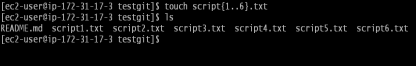 [ec2-user@ip-172-31-17-3 testgit]$ touch script{1..6}.txt
[ec2-user@ip-172-31-17-3 testgit]$ ls
README.md script1.txt script2.txt script3.txt script4.txt script5.txt script6.txt
[ec2-user@ip-172-31-17-3 testgit]$